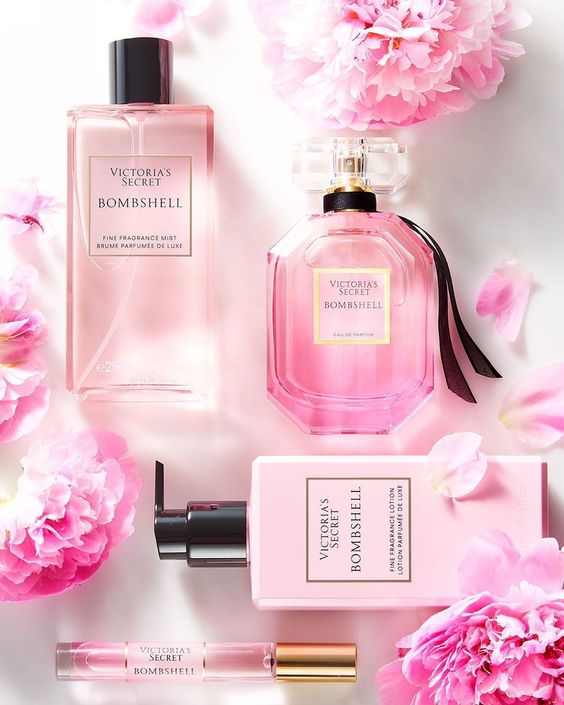 VICTORIA'S
SECRET
BOMBSHELL
FINE FRAGRANCE MIST
BRUME PARFUMÉE DE LUXE
VICTORIA'S
SECRET
BOMBSHELL
EAU DE PARFUM
VICTORIA'S
SECRET
BOMBSHELL
FINE FRAGRANCE LOTION
LOTION PARFUMÉE DE LUXE
VICTORIA'S
SECRET
BOMBSHELL